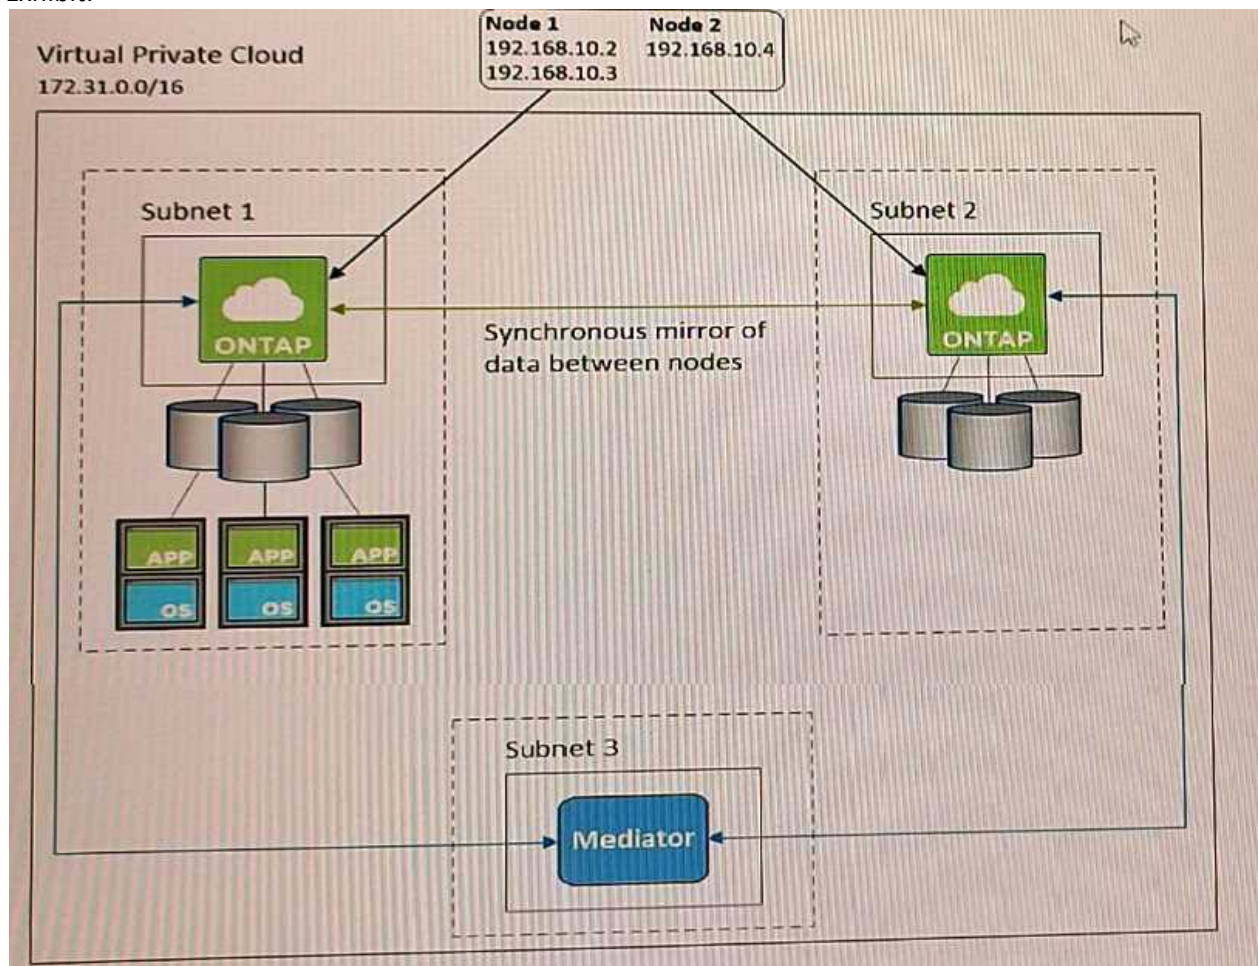 Node 1 Node 2
192.168.10.2 192.168.10.4
192.168.10.3
Virtual Private Cloud
172.31.0.0/16
Subnet 1
Subnet 2
ONTAP
ONTAP
Synchronous mirror of
data between nodes
APP APP APP
OS OS OS
Subnet 3
Mediator